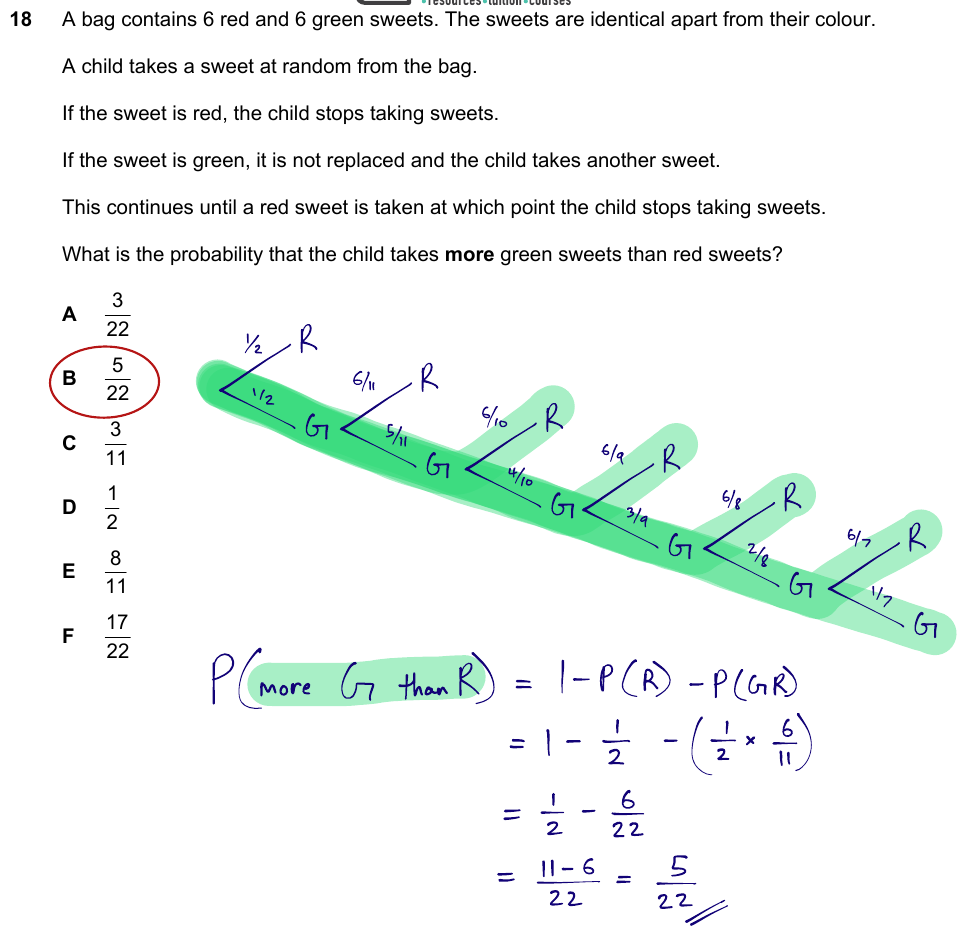 resources•tuition•courses
18 A bag contains 6 red and 6 green sweets. The sweets are identical apart from their colour.
A child takes a sweet at random from the bag.
If the sweet is red, the child stops taking sweets.
If the sweet is green, it is not replaced and the child takes another sweet.
This continues until a red sweet is taken at which point the child stops taking sweets.
What is the probability that the child takes more green sweets than red sweets?
A 3/22
B 5/22
C 3/11
D 1/2
E 8/11
F 17/22
1/2 R
1/2 G
6/11 R
5/11 G
6/10 R
4/10 G
6/9 R
3/9 G
6/8 R
2/8 G
6/7 R
1/7 G
P(more G than R) = 1 - P(R) - P(GR)
= 1 - 1/2 - (1/2 × 6/11)
= 1/2 - 6/22
= 11-6/22 = 5/22